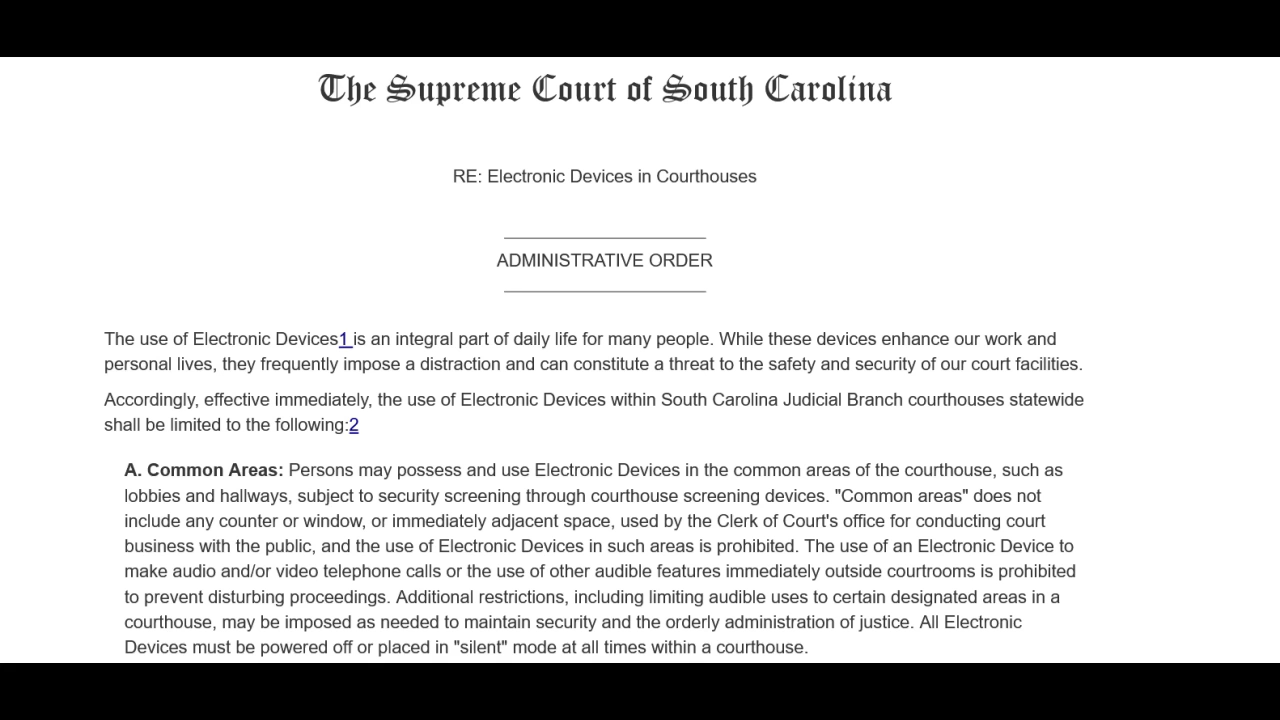 The Supreme Court of South Carolina
RE: Electronic Devices in Courthouses
ADMINISTRATIVE ORDER
The use of Electronic Devices1 is an integral part of daily life for many people. While these devices enhance our work and
personal lives, they frequently impose a distraction and can constitute a threat to the safety and security of our court facilities.
Accordingly, effective immediately, the use of Electronic Devices within South Carolina Judicial Branch courthouses statewide
shall be limited to the following:2
A. Common Areas: Persons may possess and use Electronic Devices in the common areas of the courthouse, such as
lobbies and hallways, subject to security screening through courthouse screening devices. "Common areas" does not
include any counter or window, or immediately adjacent space, used by the Clerk of Court's office for conducting court
business with the public, and the use of Electronic Devices in such areas is prohibited. The use of an Electronic Device to
make audio and/or video telephone calls or the use of other audible features immediately outside courtrooms is prohibited
to prevent disturbing proceedings. Additional restrictions, including limiting audible uses to certain designated areas in a
courthouse, may be imposed as needed to maintain security and the orderly administration of justice. All Electronic
Devices must be powered off or placed in "silent" mode at all times within a courthouse.